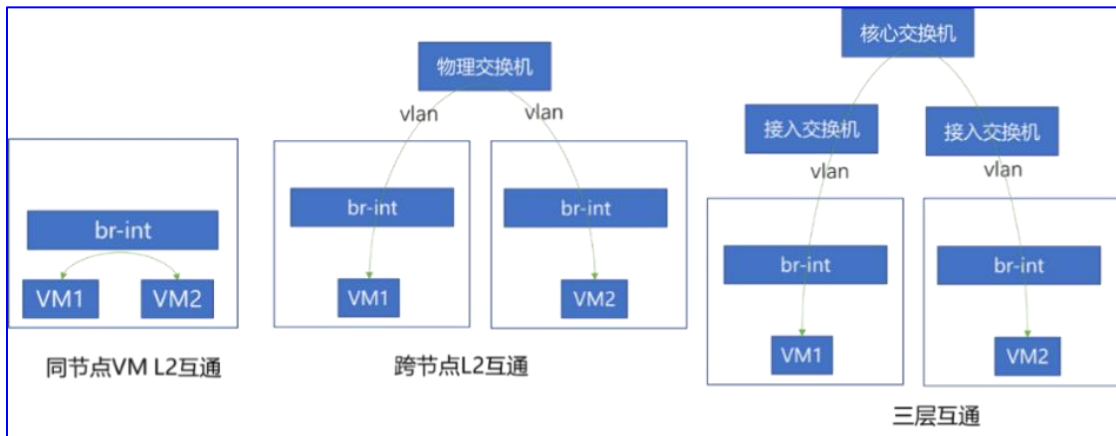 br-int
VM1
VM2
同节点VM L2互通
物理交换机
vlan
vlan
br-int
br-int
VM1
VM2
跨节点L2互通
核心交换机
接入交换机
接入交换机
vlan
vlan
br-int
br-int
VM1
VM2
三层互通